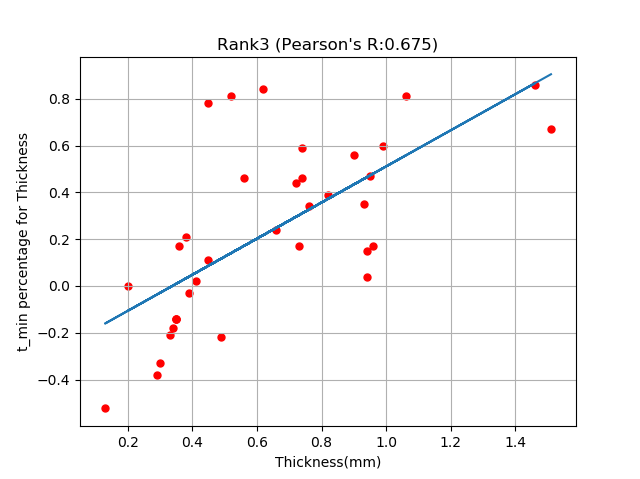 Rank3 (Pearson's R:0.675)
t_min percentage for Thickness
0.8
0.6
0.4
0.2
0.0
−0.2
−0.4
0.2 0.4 0.6 0.8 1.0 1.2 1.4
Thickness(mm)